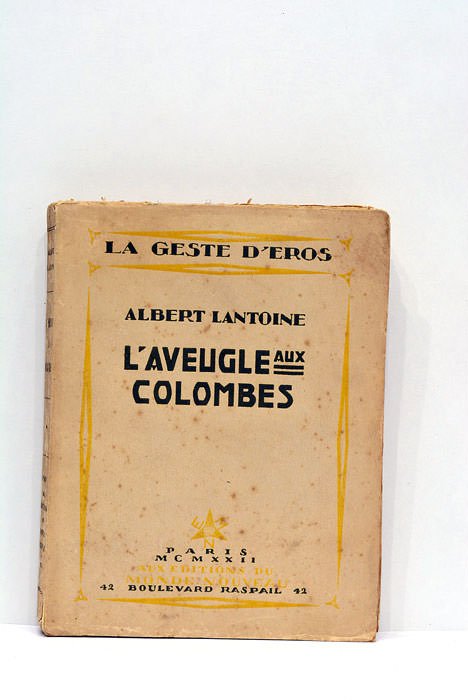 LA GESTE D'EROS
ALBERT LANTOINE
L'AVEUGLE AUX
COLOMBES
PARIS
MCMXXII
AUX EDITIONS DU
MONDE NOUVEAU
42 BOULEVARD RASPAIL 42